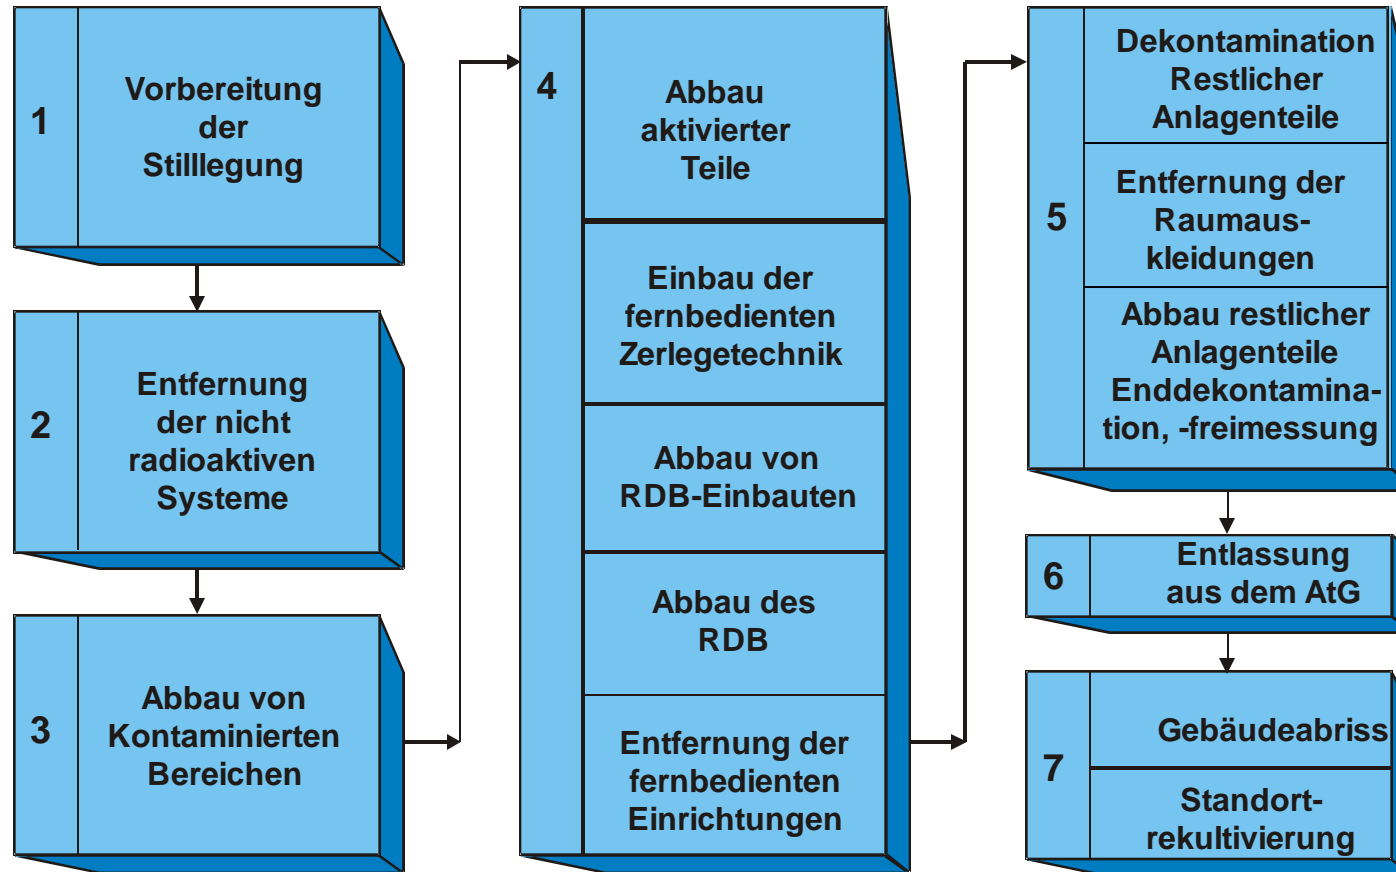 1
Vorbereitung
der
Stilllegung
2
Entfernung
der nicht
radioaktiven
Systeme
3
Abbau von
Kontaminierten
Bereichen
4
Abbau
aktivierter
Teile
Einbau der
fernbedienten
Zerlegetechnik
Abbau von
RDB-Einbauten
Abbau des
RDB
Entfernung der
fernbedienten
Einrichtungen
5
Dekontamination
Restlicher
Anlagenteile
Entfernung der
Raumaus-
kleidungen
Abbau restlicher
Anlagenteile
Enddekontamina-
tion, -freimessung
6
Entlassung
aus dem AtG
7
Gebäudeabriss
Standort-
rekultivierung